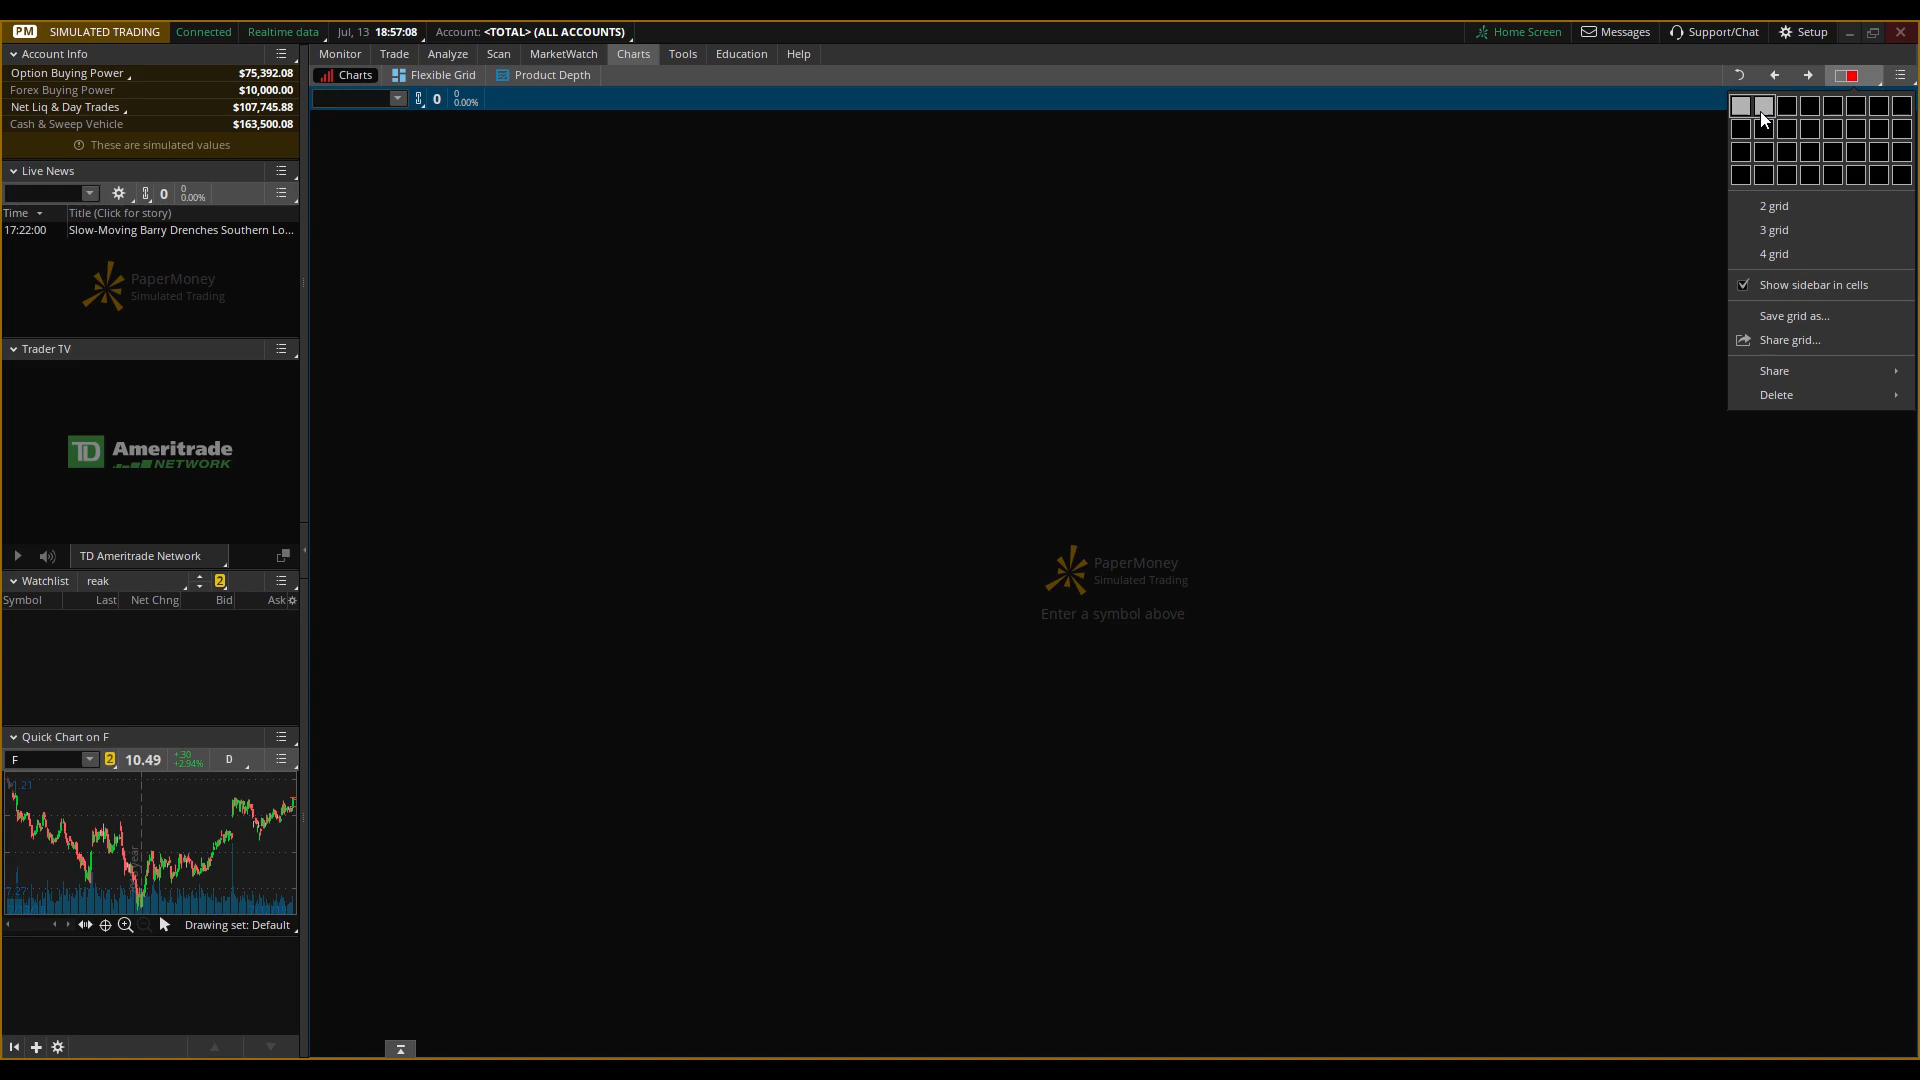 PM SIMULATED TRADING Connected Realtime data Jul, 13 18:57:08 Account: <TOTAL> (ALL ACCOUNTS) Home Screen Messages Support/Chat Setup
Account Info
Option Buying Power $75,392.08
Forex Buying Power $10,000.00
Net Liq & Day Trades $107,745.88
Cash & Sweep Vehicle $163,500.08
These are simulated values
Live News
0 0 0.00%
Time Title (Click for story)
17:22:00 Slow-Moving Barry Drenches Southern Lo...
PaperMoney
Simulated Trading
Trader TV
TD Ameritrade
NETWORK
TD Ameritrade Network
Watchlist reak 2
Symbol Last Net Chng Bid Ask
Quick Chart on F
F 2 10.49 +.30 +2.94% D
7.27
Drawing set: Default
Monitor Trade Analyze Scan MarketWatch Charts Tools Education Help
Charts Flexible Grid Product Depth
0 0 0.00%
PaperMoney
Simulated Trading
Enter a symbol above
2 grid
3 grid
4 grid
Show sidebar in cells
Save grid as...
Share grid...
Share
Delete